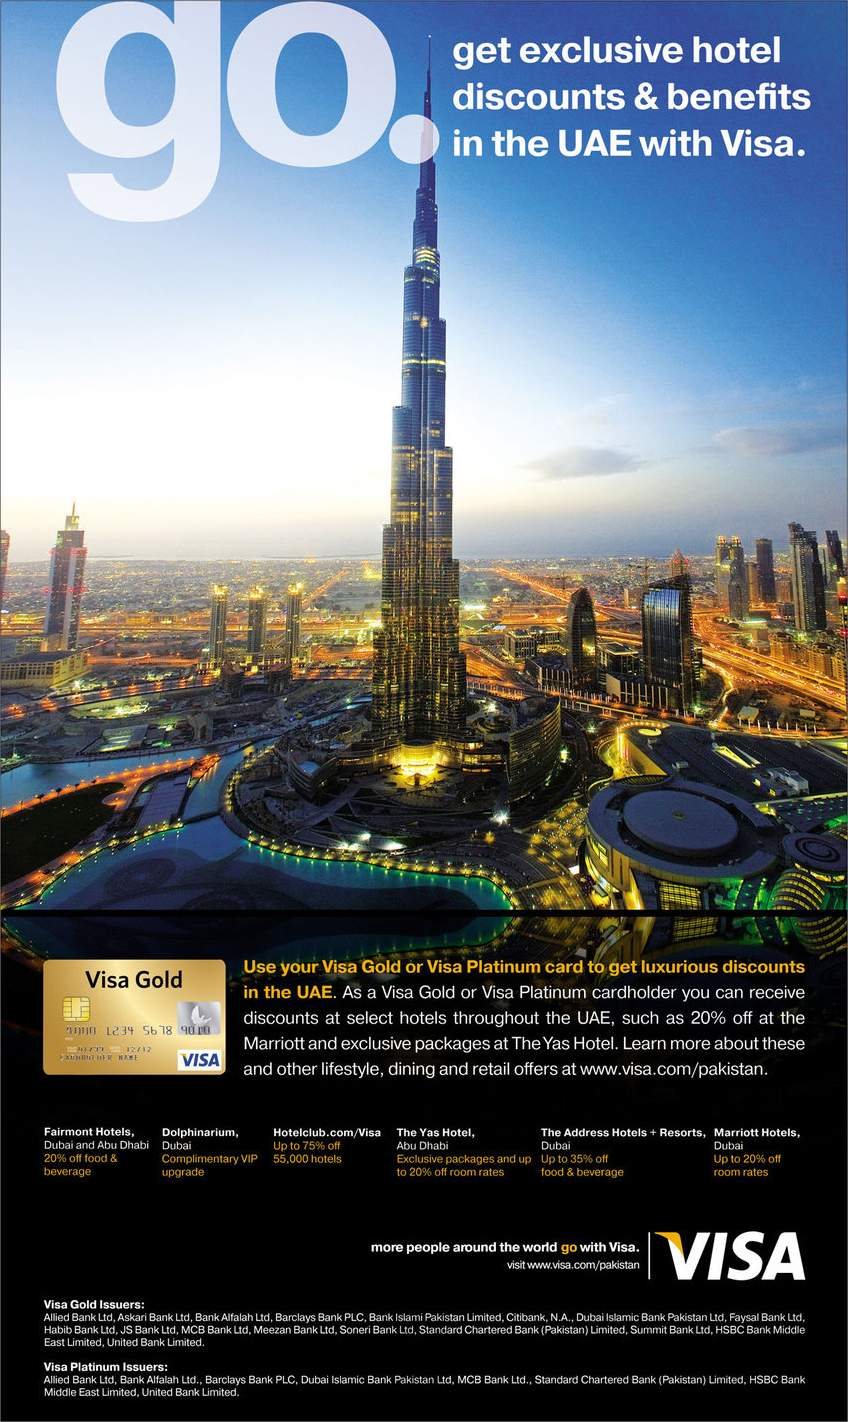 go.
get exclusive hotel
discounts & benefits
in the UAE with Visa.
Visa Gold
4000 1234 5678 9010
12/12
CARDHOLDER NAME
VISA
Use your Visa Gold or Visa Platinum card to get luxurious discounts
in the UAE. As a Visa Gold or Visa Platinum cardholder you can receive
discounts at select hotels throughout the UAE, such as 20% off at the
Marriott and exclusive packages at The Yas Hotel. Learn more about these
and other lifestyle, dining and retail offers at www.visa.com/pakistan.
Fairmont Hotels,
Dubai and Abu Dhabi
20% off food &
beverage
Dolphinarium,
Dubai
Complimentary VIP
upgrade
Hotelclub.com/Visa
Up to 75% off
55,000 hotels
The Yas Hotel,
Abu Dhabi
Exclusive packages and up
to 20% off room rates
The Address Hotels + Resorts,
Dubai
Up to 35% off
food & beverage
Marriott Hotels,
Dubai
Up to 20% off
room rates
more people around the world go with Visa.
visit www.visa.com/pakistan
VISA
Visa Gold Issuers:
Allied Bank Ltd, Askari Bank Ltd, Bank Alfalah Ltd, Barclays Bank PLC, Bank Islami Pakistan Limited, Citibank, N.A., Dubai Islamic Bank Pakistan Ltd, Faysal Bank Ltd,
Habib Bank Ltd, JS Bank Ltd, MCB Bank Ltd, Meezan Bank Ltd, Soneri Bank Ltd, Standard Chartered Bank (Pakistan) Limited, Summit Bank Ltd, HSBC Bank Middle
East Limited, United Bank Limited.
Visa Platinum Issuers:
Allied Bank Ltd, Bank Alfalah Ltd., Barclays Bank PLC, Dubai Islamic Bank Pakistan Ltd, MCB Bank Ltd., Standard Chartered Bank (Pakistan) Limited, HSBC Bank
Middle East Limited, United Bank Limited.